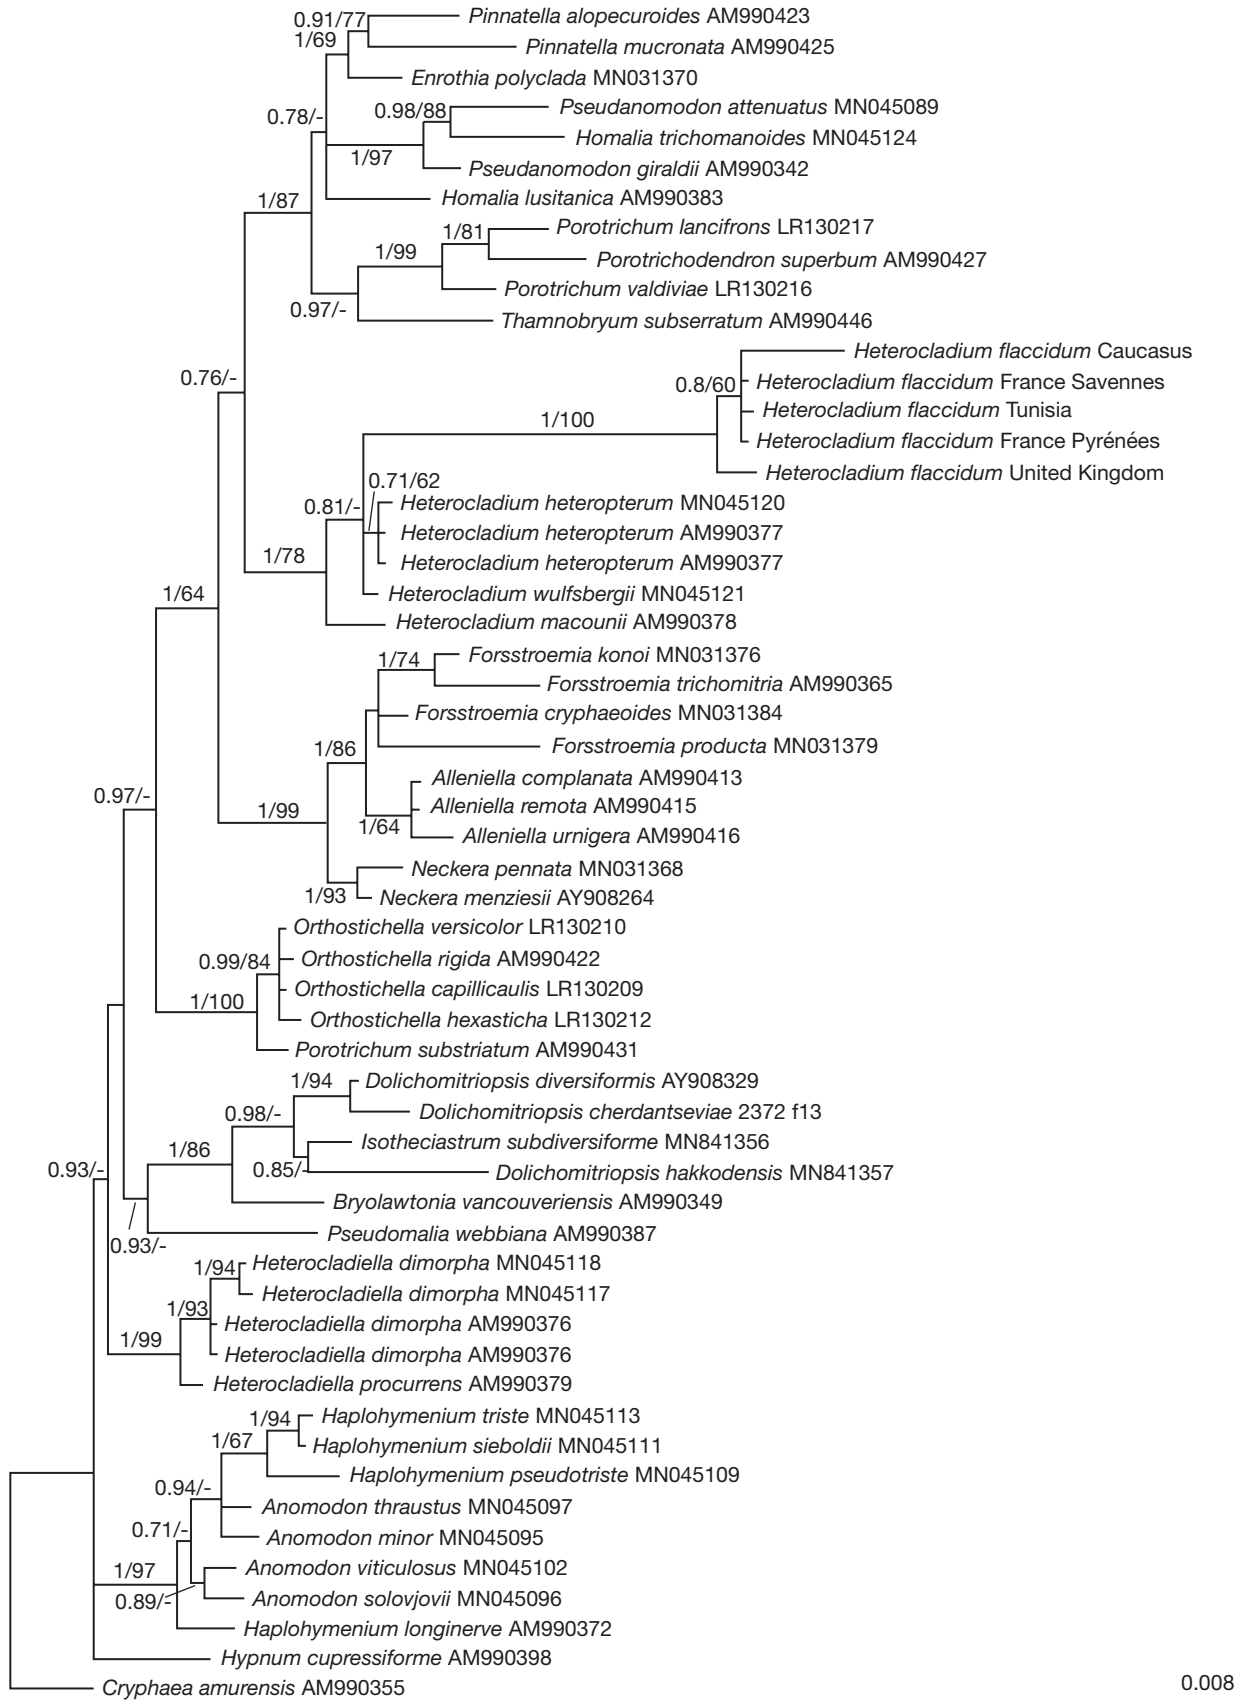 0.91/77
Pinnatella alopecuroides AM990423
1/69
Pinnatella mucronata AM990425
Enrothia polyclada MN031370
0.78/-
0.98/88
Pseudanomodon attenuatus MN045089
Homalia trichomanoides MN045124
1/97
Pseudanomodon giraldii AM990342
1/87
Homalia lusitanica AM990383
1/81
Porotrichum lancifrons LR130217
1/99
Porotrichodendron superbum AM990427
Porotrichum valdiviae LR130216
0.97/-
Thamnobryum subserratum AM990446
Heterocladium flaccidum Caucasus
0.76/-
0.8/60
Heterocladium flaccidum France Savennes
Heterocladium flaccidum Tunisia
1/100
Heterocladium flaccidum France Pyrénées
Heterocladium flaccidum United Kingdom
0.71/62
0.81/-
Heterocladium heteropterum MN045120
Heterocladium heteropterum AM990377
1/78
Heterocladium heteropterum AM990377
1/64
Heterocladium wulfsbergii MN045121
Heterocladium macounii AM990378
1/74
Forsstroemia konoi MN031376
Forsstroemia trichomitria AM990365
Forsstroemia cryphaeoides MN031384
1/86
Forsstroemia producta MN031379
Alleniella complanata AM990413
0.97/-
1/99
Alleniella remota AM990415
1/64
Alleniella urnigera AM990416
Neckera pennata MN031368
1/93
Neckera menziesii AY908264
Orthostichella versicolor LR130210
0.99/84
Orthostichella rigida AM990422
1/100
Orthostichella capillicaulis LR130209
Orthostichella hexasticha LR130212
Porotrichum substriatum AM990431
1/94
Dolichomitriopsis diversiformis AY908329
0.98/-
Dolichomitriopsis cherdantseviae 2372 f13
1/86
Isotheciastrum subdiversiforme MN841356
0.93/-
0.85/-
Dolichomitriopsis hakkodensis MN841357
Bryolawtonia vancouveriensis AM990349
Pseudomalia webbiana AM990387
0.93/-
1/94
Heterocladiella dimorpha MN045118
Heterocladiella dimorpha MN045117
1/93
Heterocladiella dimorpha AM990376
1/99
Heterocladiella dimorpha AM990376
Heterocladiella procurrens AM990379
1/94
Haplohymenium triste MN045113
1/67
Haplohymenium sieboldii MN045111
Haplohymenium pseudotriste MN045109
0.94/-
Anomodon thraustus MN045097
0.71/-
Anomodon minor MN045095
1/97
Anomodon viticulosus MN045102
0.89/-
Anomodon solovjovii MN045096
Haplohymenium longinerve AM990372
Hypnum cupressiforme AM990398
Cryphaea amurensis AM990355
0.008